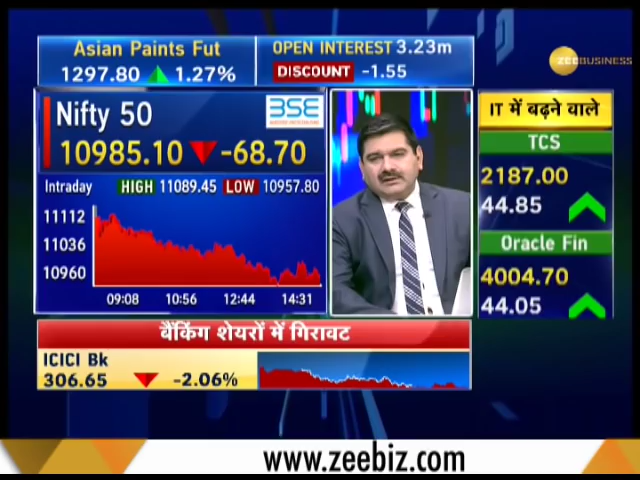 Asian Paints Fut
1297.80 1.27%
OPEN INTEREST 3.23m
DISCOUNT -1.55
ZEEBUSINESS
Nifty 50
BSE
10985.10 -68.70
Intraday HIGH 11089.45 LOW 10957.80
11112
11036
10960
09:08 10:56 12:44 14:31
IT में बढ़ने वाले
TCS
2187.00
44.85
Oracle Fin
4004.70
44.05
बैंकिंग शेयरों में गिरावट
ICICI Bk
306.65 -2.06%
www.zeebiz.com